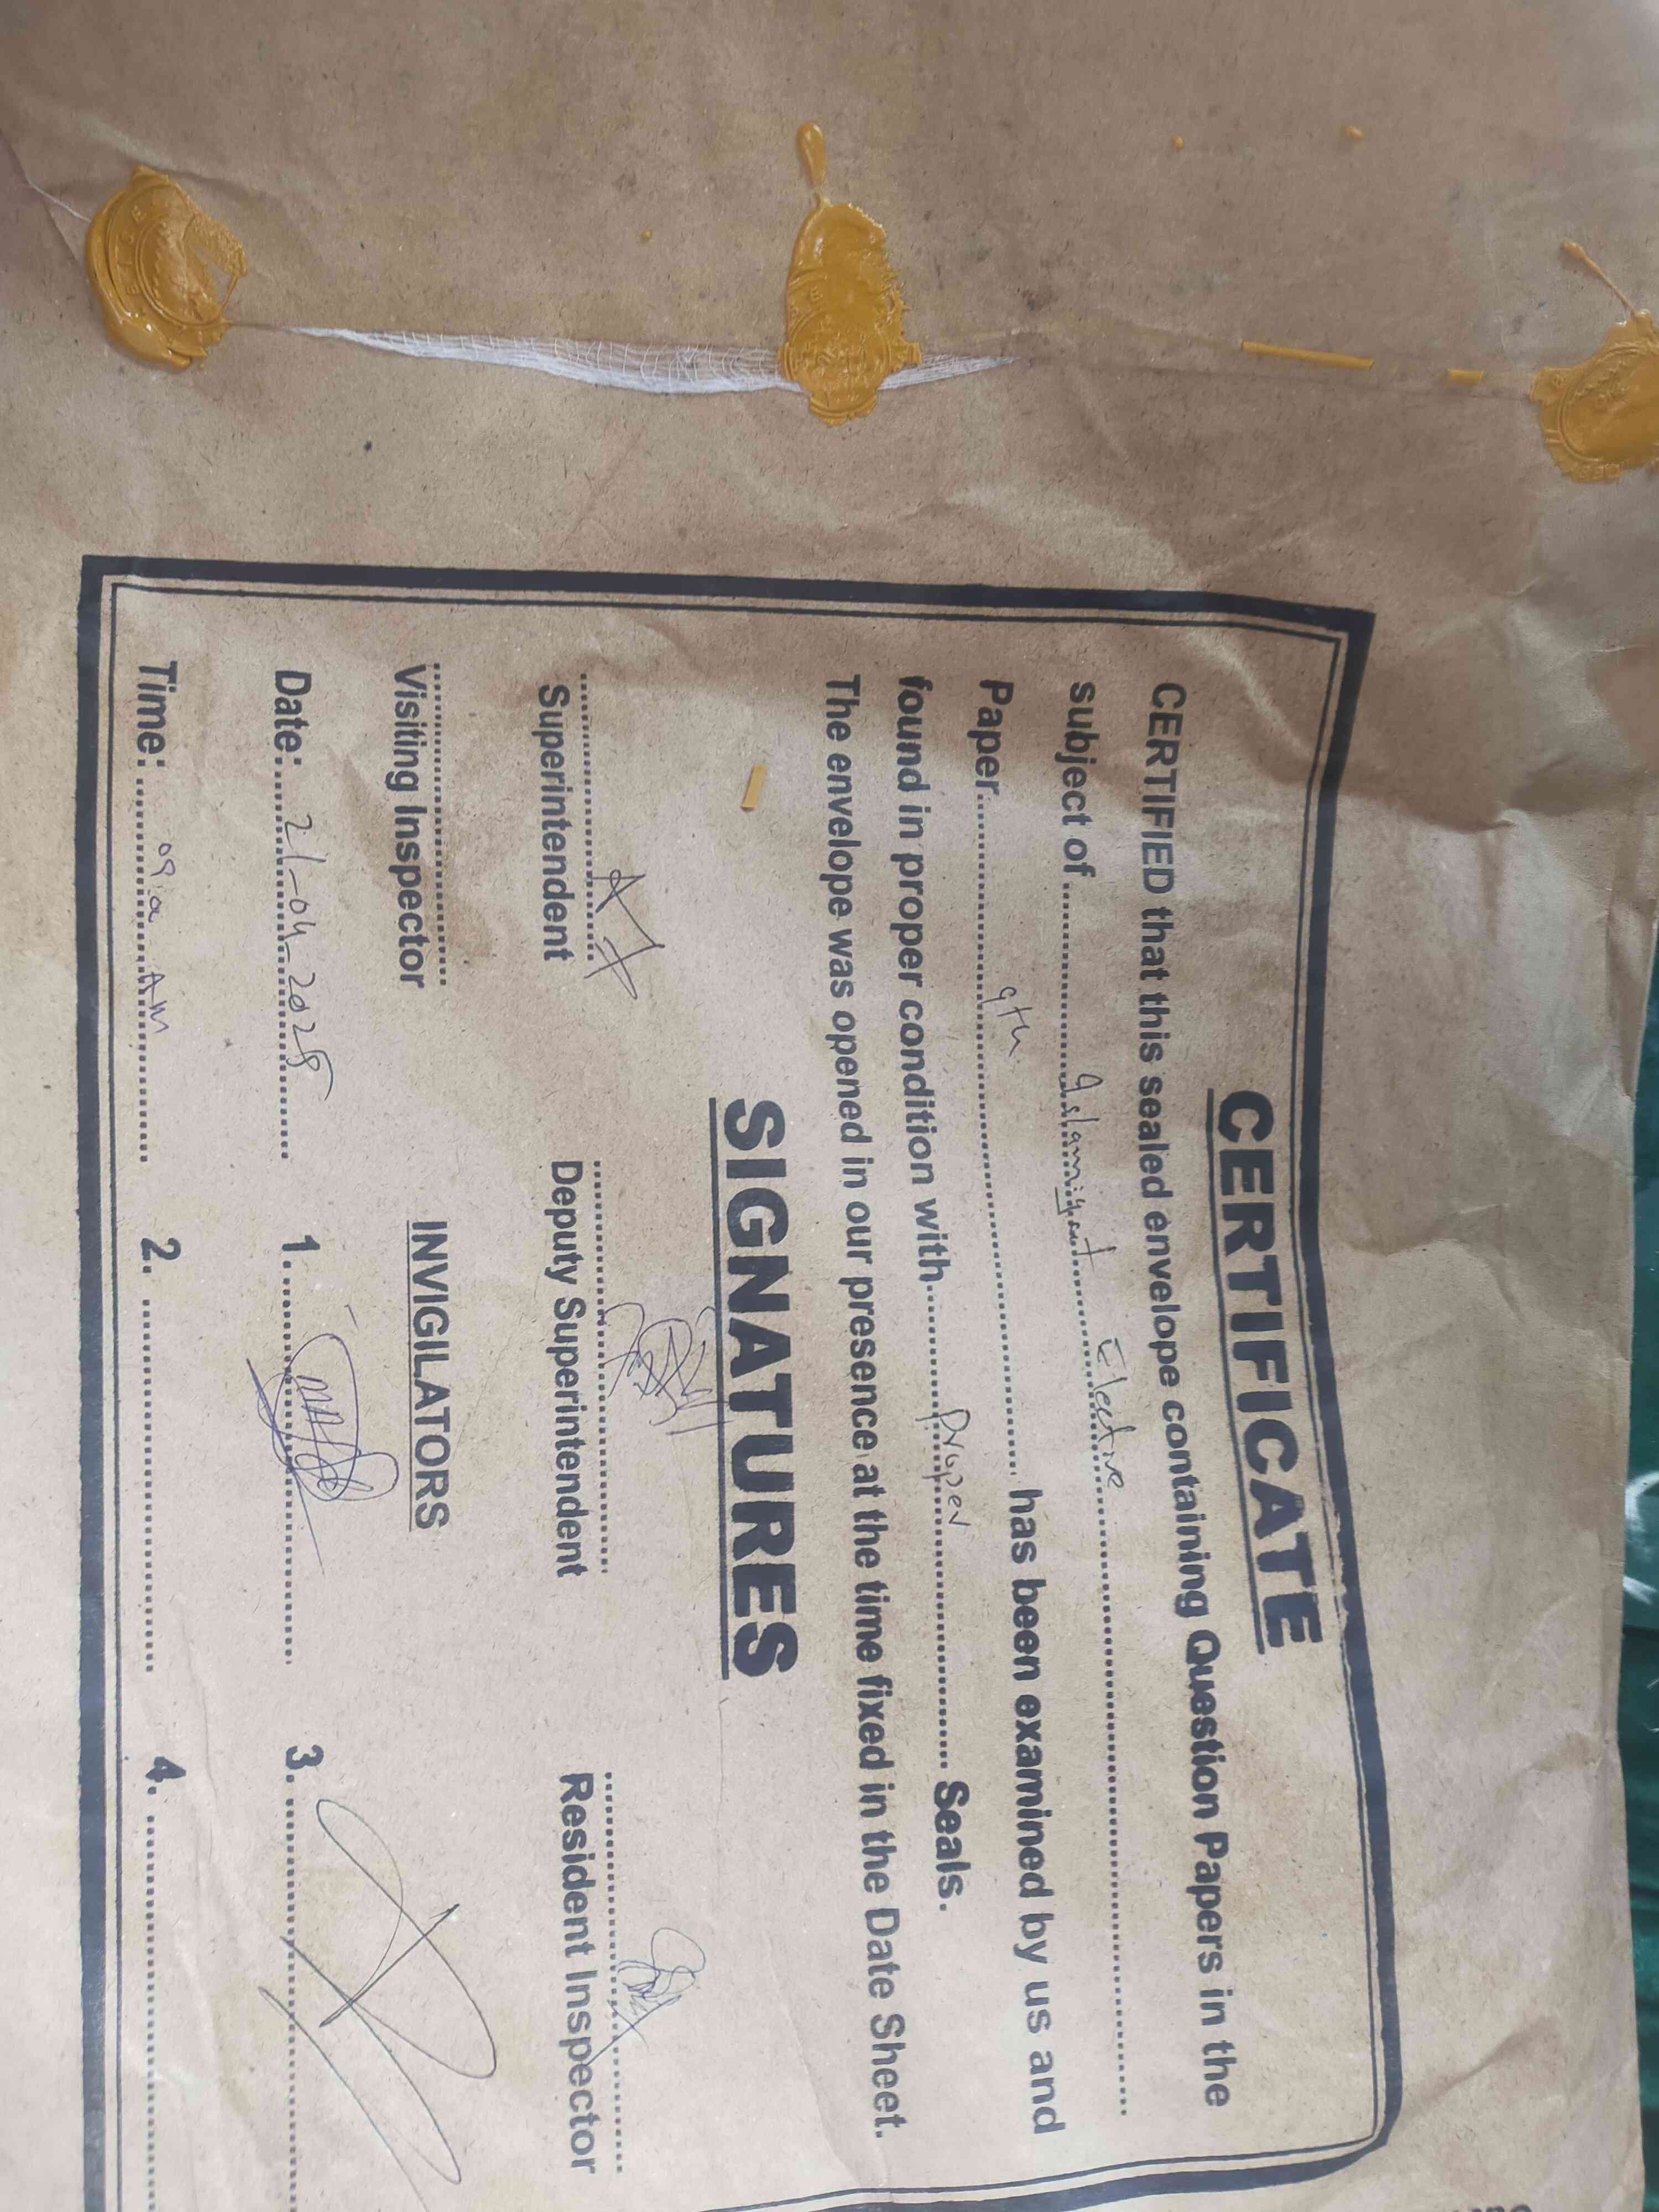 CERTIFICATE
CERTIFIED that this sealed envelope containing Question Papers in the
subject of ........ Islamiyat Elective ........
Paper........ 9th ........ has been examined by us and
found in proper condition with........ Proper ........ Seals.
The envelope was opened in our presence at the time fixed in the Date Sheet.
SIGNATURES
Superintendent Deputy Superintendent Resident Inspector
Visiting Inspector INVIGILATORS
Date: 21-04-2025 1. 3.
Time: 09:0 AM 2. 4.